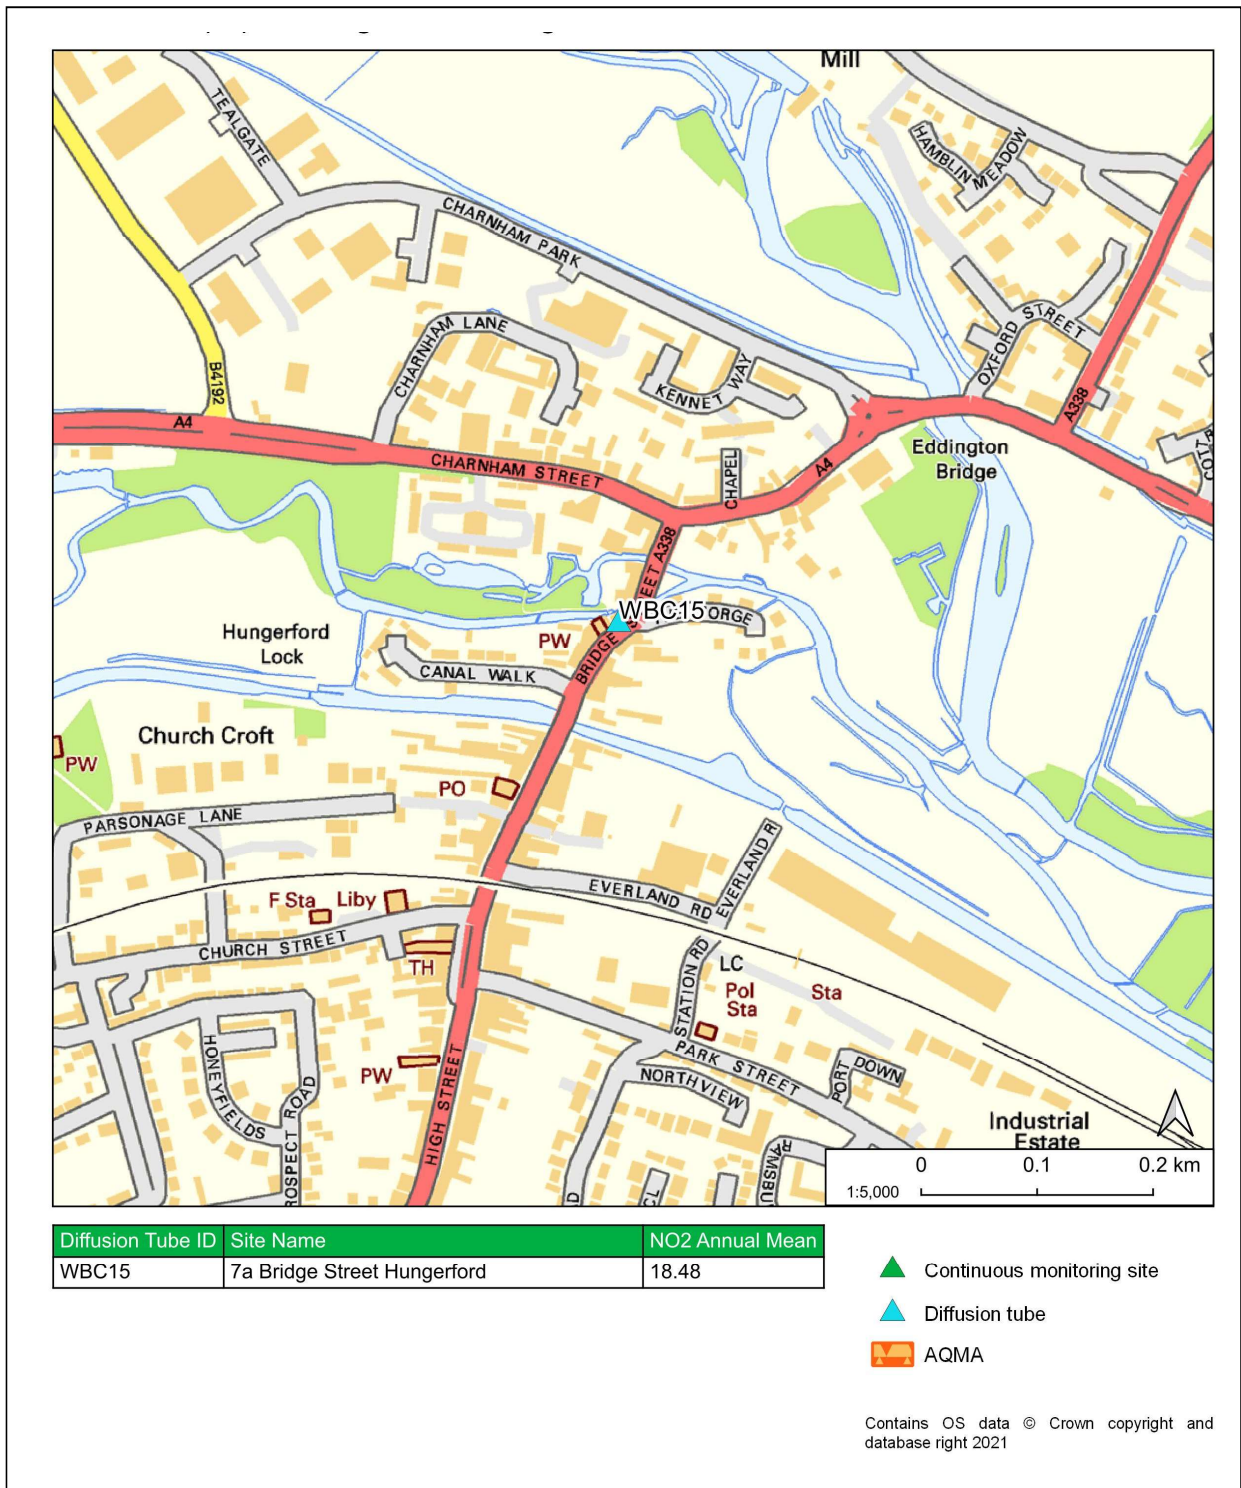 Mill
TEALGATE
HAMBLIN
MEADOW
CHARNHAM PARK
CHARNHAM LANE
OXFORD STREET
B4192
KENNET WAY
A338
A4
CHARNHAM STREET
CHAPEL
A4
Eddington
Bridge
A338
WBC15
ORGE
Hungerford
Lock
PW
BRIDGE
CANAL WALK
Church Croft
PW
PO
PARSONAGE LANE
EVERLAND RD
EVERLAND R
F Sta
Liby
CHURCH STREET
TH
STATION RD
LC
Pol
Sta
Sta
PARK STREET
NORTHVIEW
PORT DOWN
HONEYFIELDS
ROSPECT ROAD
PW
HIGH STREET
RAMSBU
Industrial
Estate
0 0.1 0.2 km
1:5,000
Diffusion Tube ID Site Name NO2 Annual Mean
WBC15 7a Bridge Street Hungerford 18.48
Continuous monitoring site
Diffusion tube
AQMA
Contains OS data © Crown copyright and
database right 2021